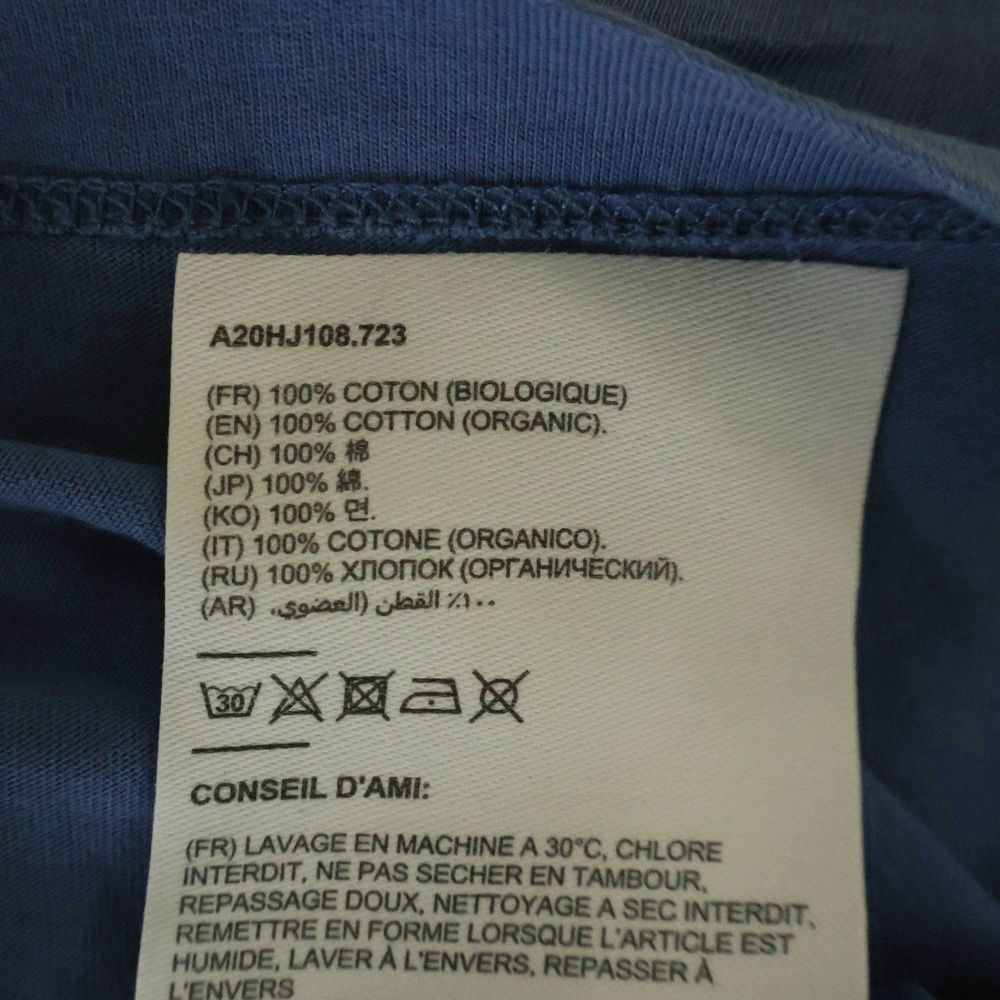 A20HJ108.723
(FR) 100% COTON (BIOLOGIQUE)
(EN) 100% COTTON (ORGANIC).
(CH) 100% 棉
(JP) 100% 綿.
(KO) 100% 면.
(IT) 100% COTONE (ORGANICO).
(RU) 100% ХЛОПОК (ОРГАНИЧЕСКИЙ).
(AR) ١٠٠٪ القطن (العضوي.
30
CONSEIL D'AMI:
(FR) LAVAGE EN MACHINE A 30°C, CHLORE
INTERDIT, NE PAS SECHER EN TAMBOUR,
REPASSAGE DOUX, NETTOYAGE A SEC INTERDIT,
REMETTRE EN FORME LORSQUE L'ARTICLE EST
HUMIDE, LAVER À L'ENVERS, REPASSER À
L'ENVERS